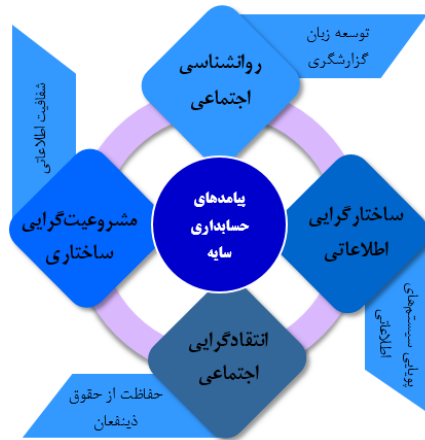 توسعه زبان
گزارشگری
روانشناسی
اجتماعی
شفافیت اطلاعاتی
پیامدهای
حسابداری
سایه
ساختارگرایی
اطلاعاتی
مشروعیت‌گرایی
ساختاری
پویایی سیستم‌های
اطلاعاتی
انتقادگرایی
اجتماعی
حفاظت از حقوق
ذینفعان